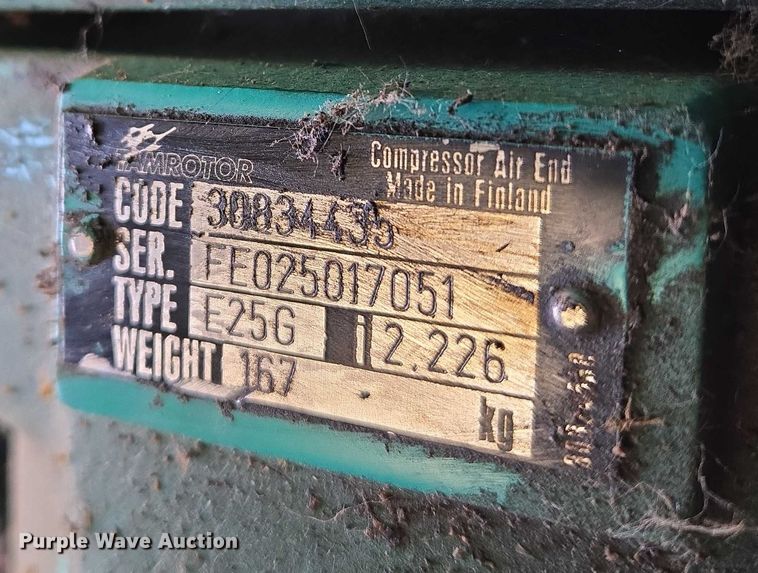 TAMROTOR
Compressor Air End
Made in Finland
CODE 30834435
SER. FE025017051
TYPE E25G i 2.226
WEIGHT 167 kg
Purple Wave Auction